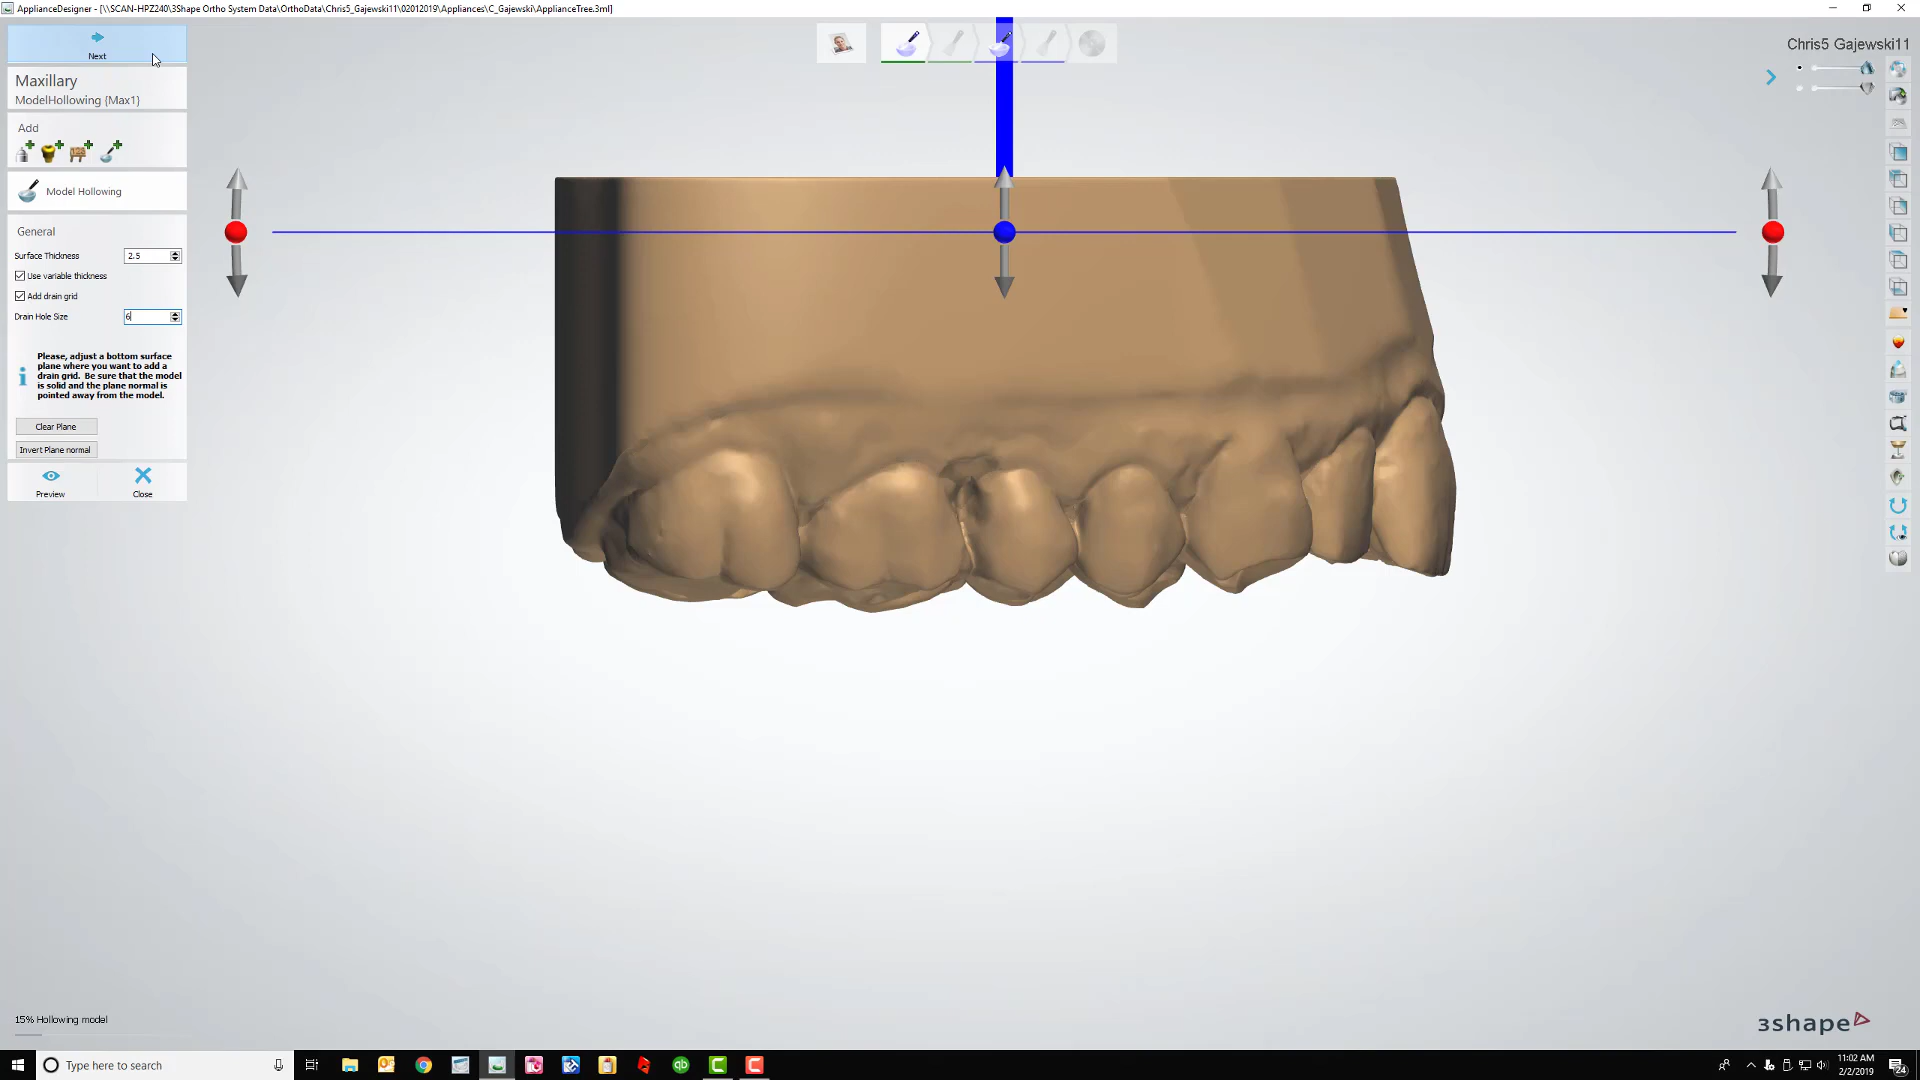 ApplianceDesigner - [\\SCAN-HPZ240\3Shape Ortho System Data\OrthoData\Chris5_Gajewski11\02012019\Appliances\C_Gajewski\ApplianceTree.3ml]
Next
Chris5 Gajewski11
Maxillary
ModelHollowing {Max1}
Add
Model Hollowing
General
Surface Thickness 2.5
Use variable thickness
Add drain grid
Drain Hole Size 6
Please, adjust a bottom surface
plane where you want to add a
drain grid. Be sure that the model
is solid and the plane normal is
pointed away from the model.
Clear Plane
Invert Plane normal
Preview Close
15% Hollowing model
3shape
Type here to search
11:02 AM
2/2/2019
24